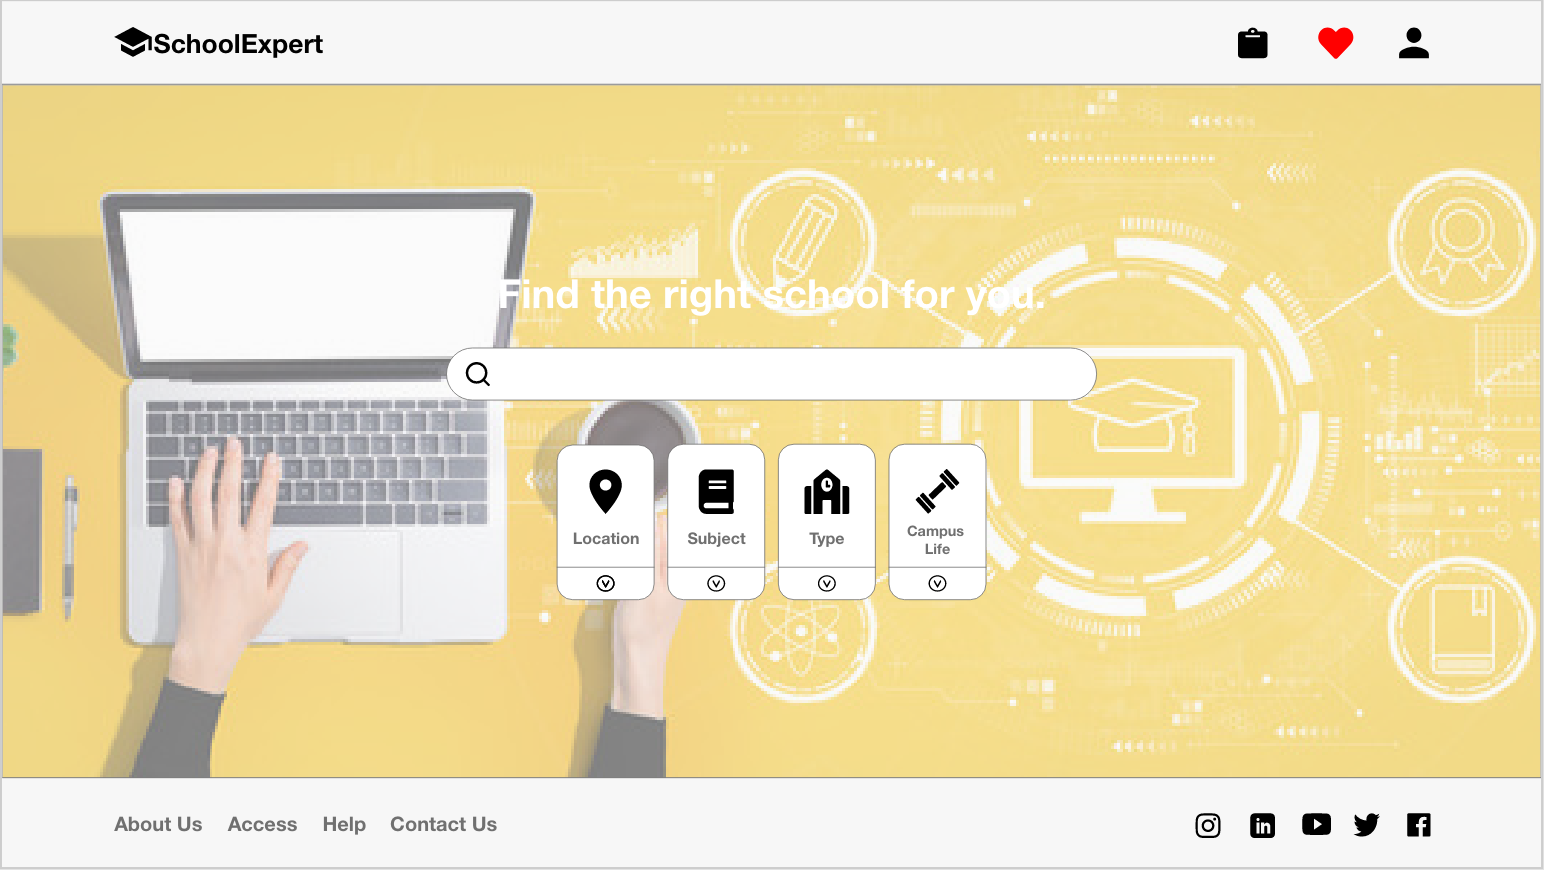 SchoolExpert
Find the right school for you.
Location
Subject
Type
Campus
Life
About Us
Access
Help
Contact Us